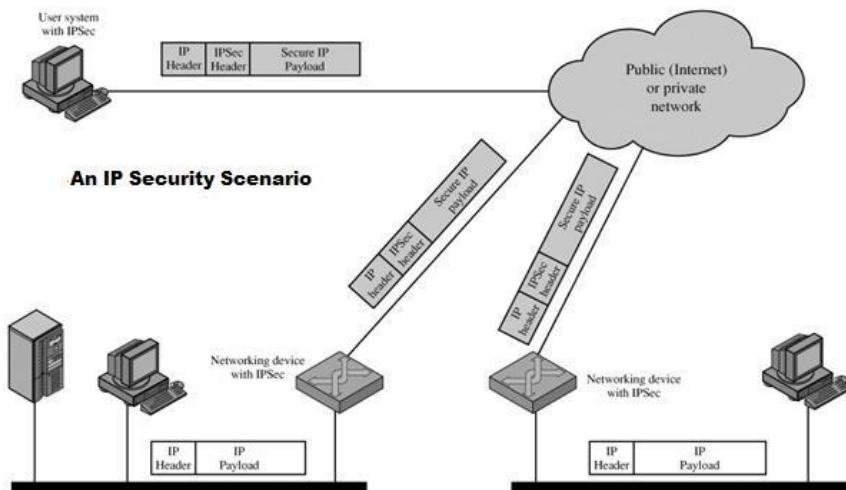 User system
with IPSec
IP
Header
IPSec
Header
Secure IP
Payload
Public (Internet)
or private
network
An IP Security Scenario
IP
header
IPSec
header
Secure IP
payload
IP
header
IPSec
header
Secure IP
payload
Networking device
with IPSec
Networking device
with IPSec
IP
Header
IP
Payload
IP
Header
IP
Payload